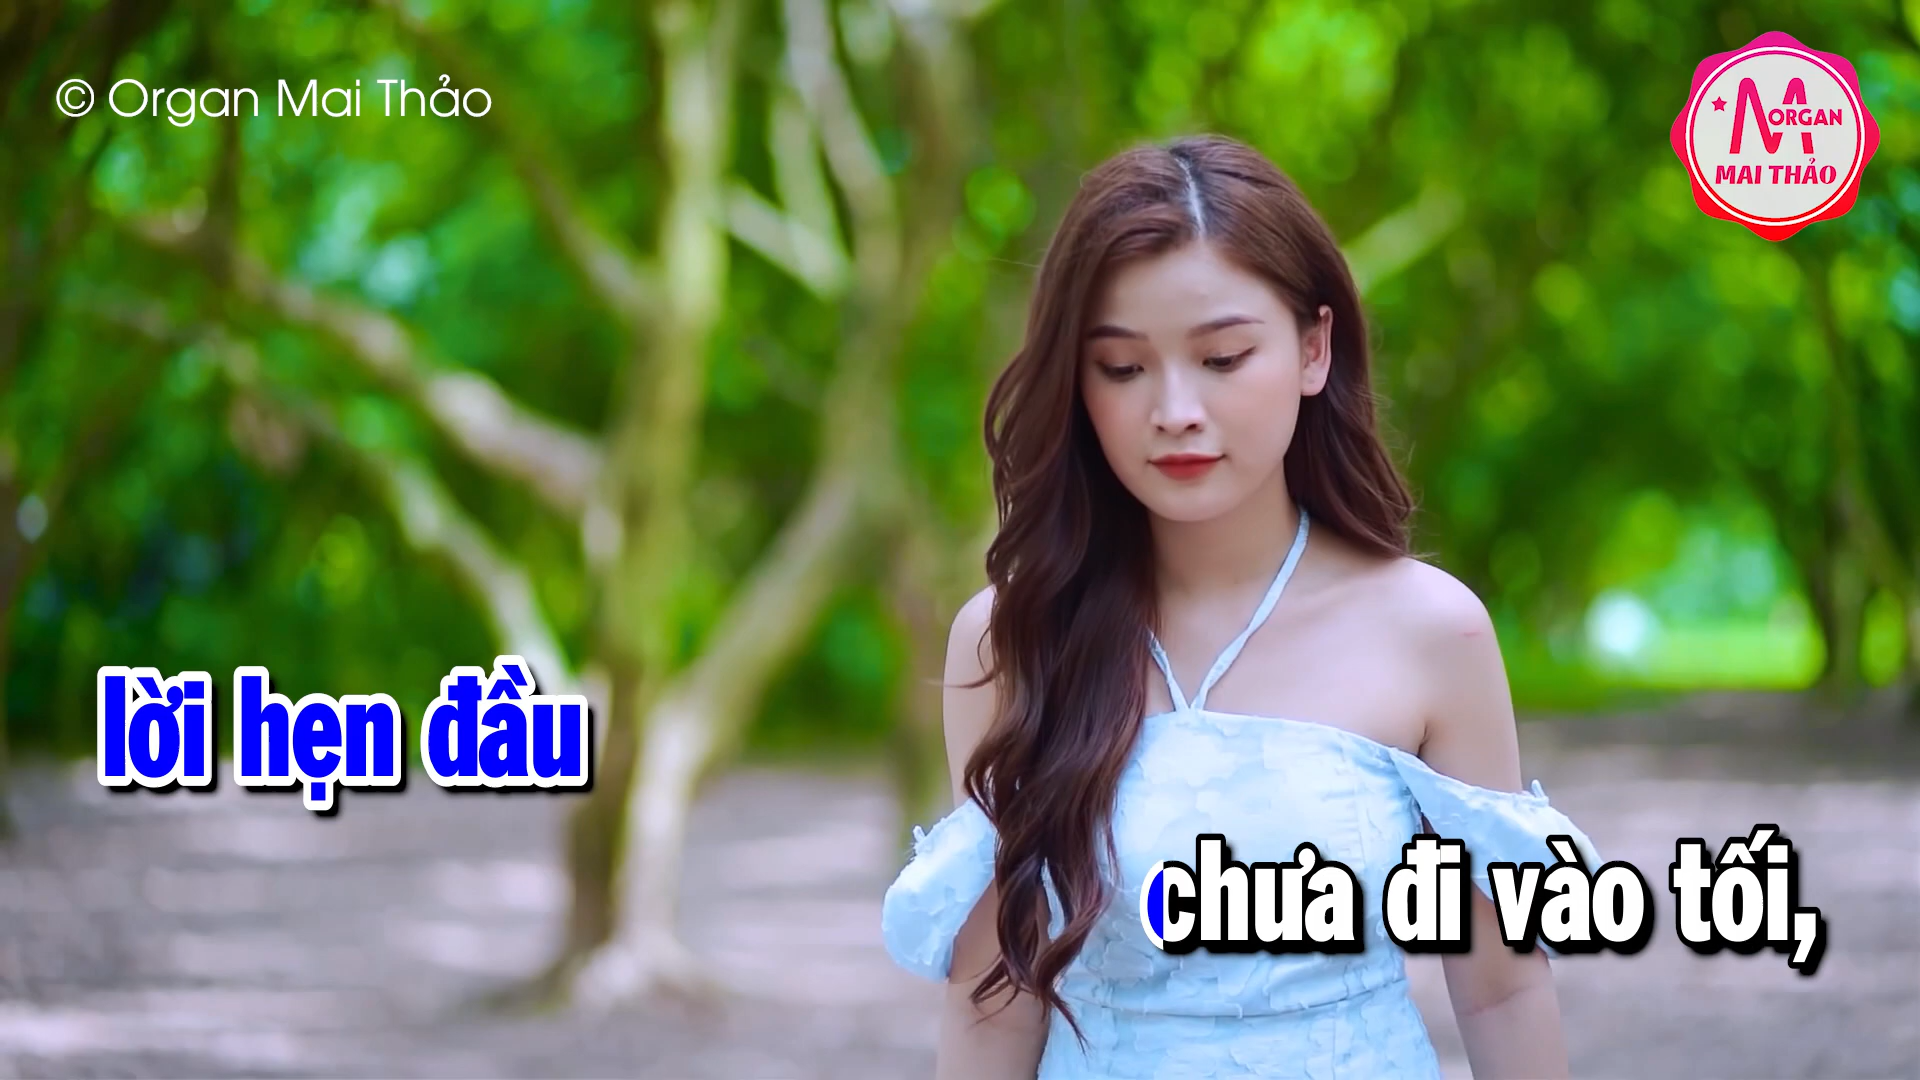 © Organ Mai Thảo
M ORGAN
MAI THẢO
lời hẹn đầu
chưa đi vào tối,